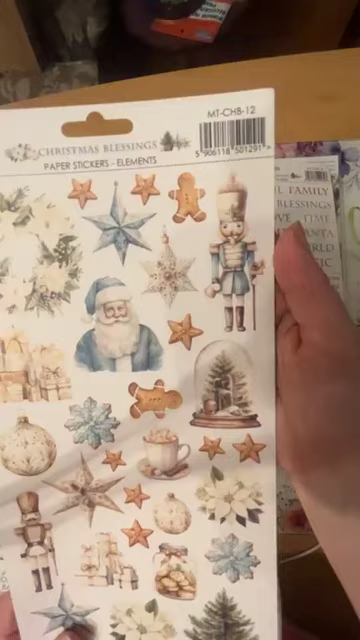 MT-CHB-12
CHRISTMAS BLESSINGS
PAPER STICKERS - ELEMENTS
5 906118 501291 >
FAMILY
BLESSINGS
TIME